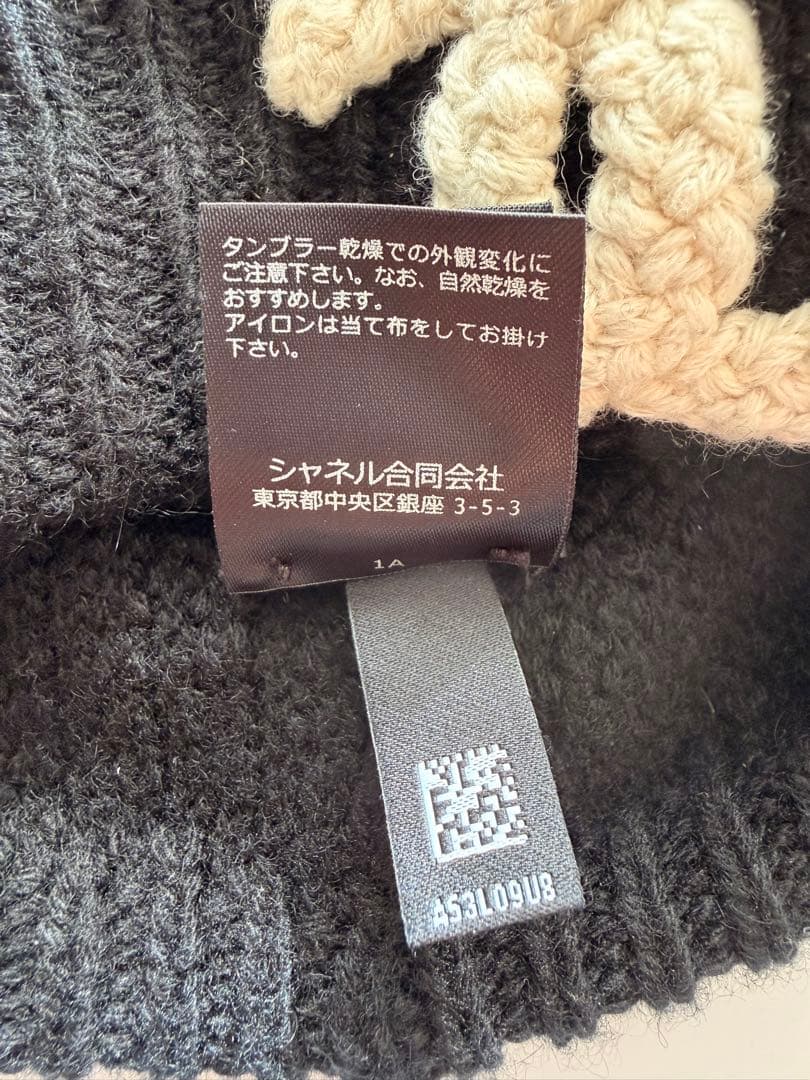 タンブラー乾燥での外観変化に
ご注意下さい。なお、自然乾燥を
おすすめします。
アイロンは当て布をしてお掛け
下さい。
シャネル合同会社
東京都中央区銀座 3-5-3
1A
AS3L09U8